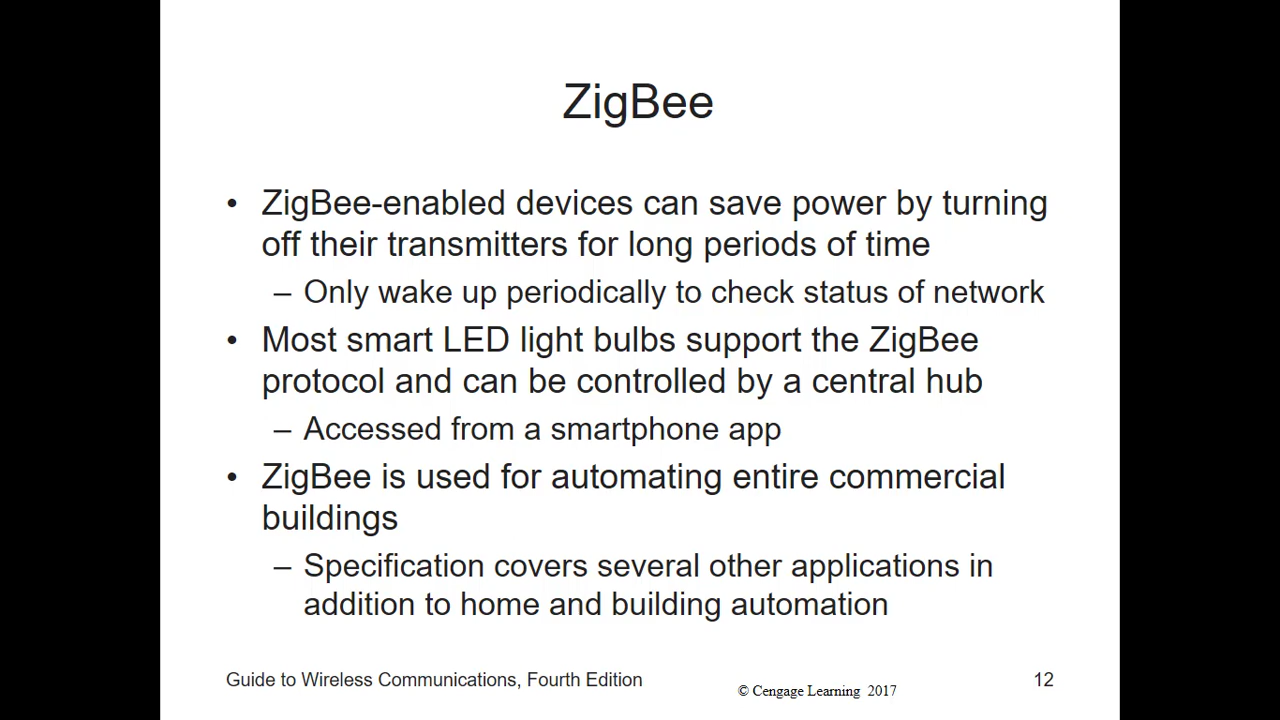 ZigBee
• ZigBee-enabled devices can save power by turning
off their transmitters for long periods of time
– Only wake up periodically to check status of network
• Most smart LED light bulbs support the ZigBee
protocol and can be controlled by a central hub
– Accessed from a smartphone app
• ZigBee is used for automating entire commercial
buildings
– Specification covers several other applications in
addition to home and building automation
Guide to Wireless Communications, Fourth Edition
© Cengage Learning 2017
12